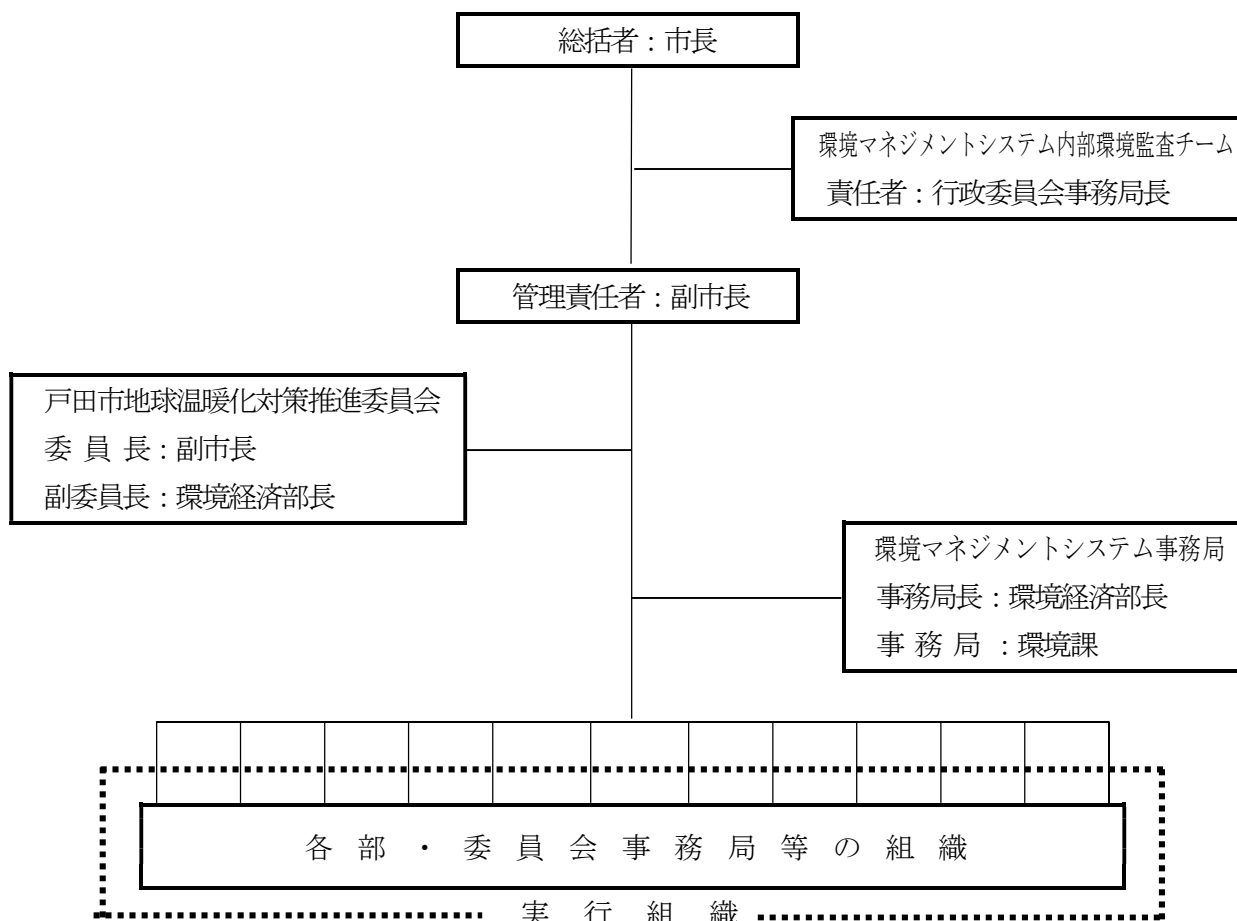 総括者：市長
環境マネジメントシステム内部環境監査チーム
責任者：行政委員会事務局長
管理責任者：副市長
戸田市地球温暖化対策推進委員会
委 員 長：副市長
副委員長：環境経済部長
環境マネジメントシステム事務局
事務局長：環境経済部長
事 務 局 ：環境課
各 部 ・ 委 員 会 事 務 局 等 の 組 織
実 行 組 織